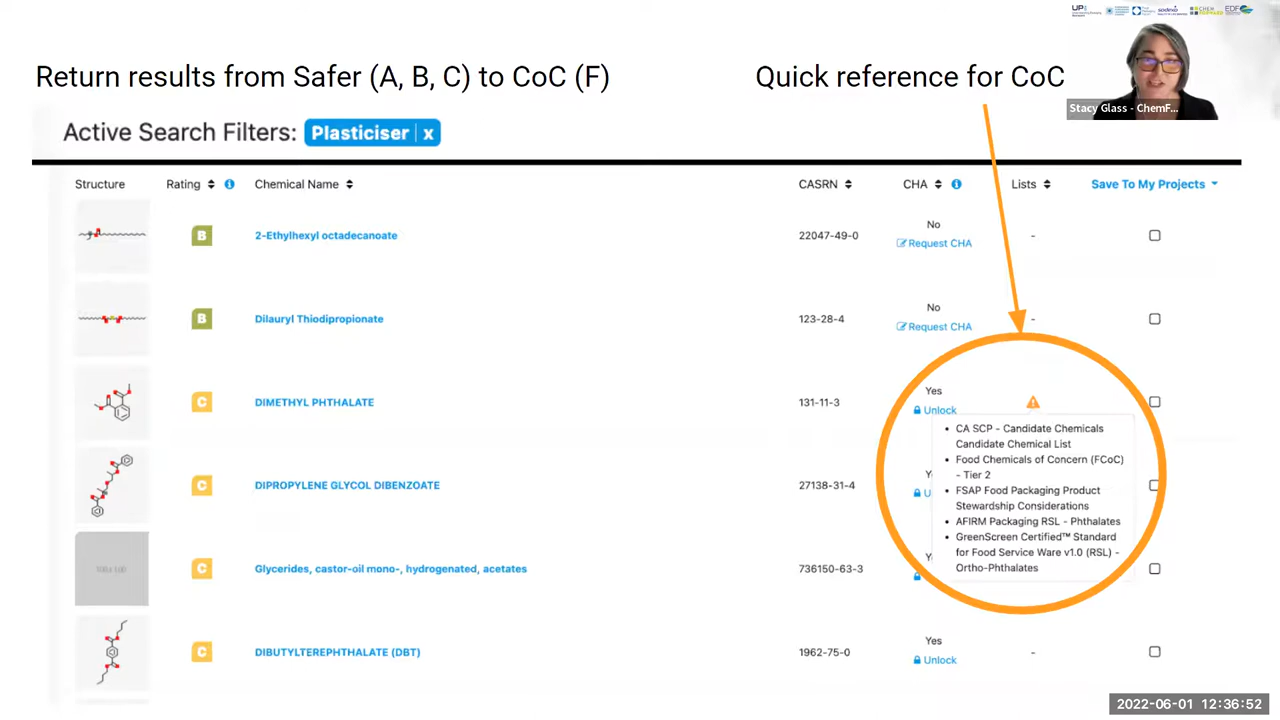 UP
sodexo
CHEM FORWARD
EDF
Return results from Safer (A, B, C) to CoC (F)
Quick reference for CoC
Stacy Glass - ChemF...
Active Search Filters: Plasticiser x
Structure Rating Chemical Name CASRN CHA Lists Save To My Projects
B 2-Ethylhexyl octadecanoate 22047-49-0 No -
Request CHA
B Dilauryl Thiodipropionate 123-28-4 No -
Request CHA
C DIMETHYL PHTHALATE 131-11-3 Yes
Unlock
• CA SCP - Candidate Chemicals
Candidate Chemical List
• Food Chemicals of Concern (FCoC)
- Tier 2
• FSAP Food Packaging Product
Stewardship Considerations
• AFIRM Packaging RSL - Phthalates
• GreenScreen Certified™ Standard
for Food Service Ware v1.0 (RSL) -
Ortho-Phthalates
C DIPROPYLENE GLYCOL DIBENZOATE 27138-31-4 Y
U
C Glycerides, castor-oil mono-, hydrogenated, acetates 736150-63-3 Y
C DIBUTYLTEREPHTHALATE (DBT) 1962-75-0 Yes -
Unlock
2022-06-01 12:36:52